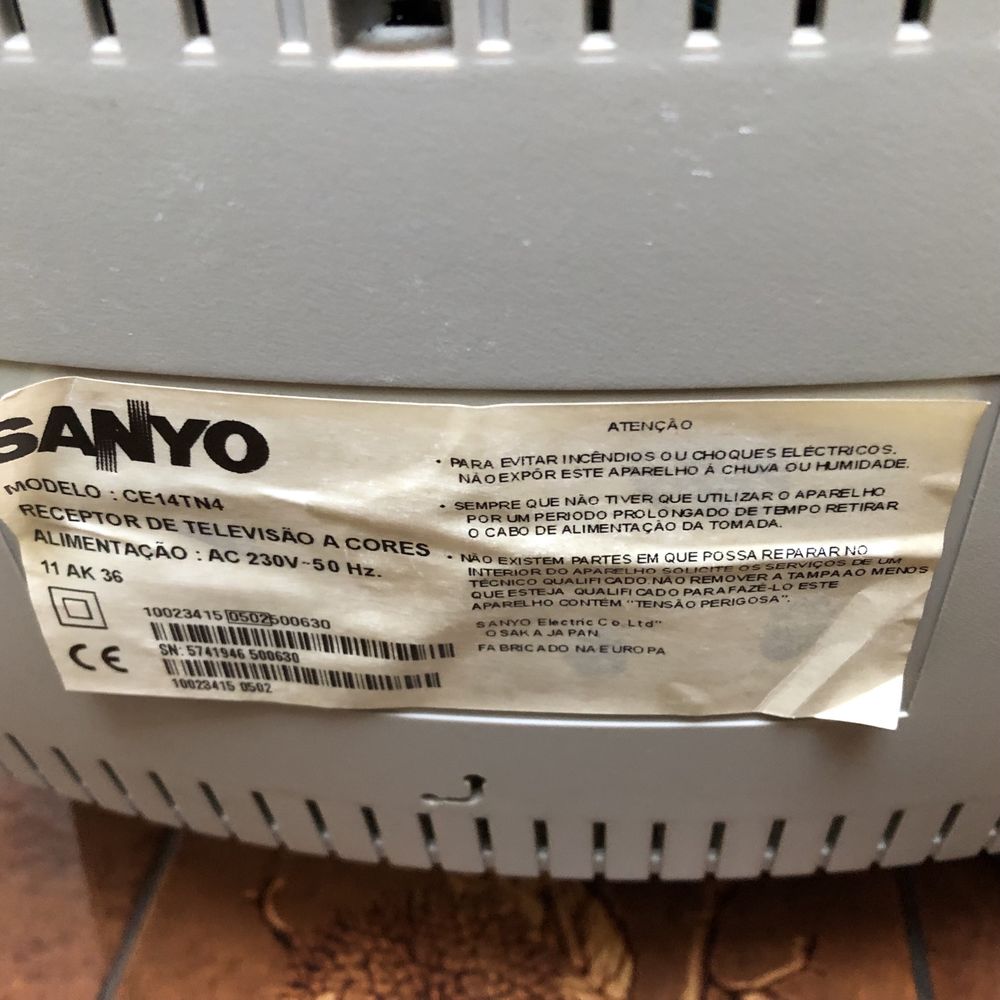 SANYO
MODELO : CE14TN4
RECEPTOR DE TELEVISÃO A CORES
ALIMENTAÇÃO : AC 230V~50 Hz.
11 AK 36
10023415 0502 500630
SN: 5741946 500630
10023415 0502
CE
ATENÇÃO
• PARA EVITAR INCÊNDIOS OU CHOQUES ELÉCTRICOS.
NÃO EXPÓR ESTE APARELHO Á CHUVA OU HUMIDADE.
• SEMPRE QUE NÃO TIVER QUE UTILIZAR O APARELHO
POR UM PERIODO PROLONGADO DE TEMPO RETIRAR
O CABO DE ALIMENTAÇÃO DA TOMADA.
• NÃO EXISTEM PARTES EM QUE POSSA REPARAR NO
INTERIOR DO APARELHO SOLICITE OS SERVIÇOS DE UM
TÉCNICO QUALIFICADO. NÃO REMOVER A TAMPA AO MENOS
QUE ESTEJA QUALIFICADO PARA FAZÊ-LO ESTE
APARELHO CONTÉM "TENSÃO PERIGOSA".
SANYO Electric Co. Ltd"
OSAKA JAPAN
FABRICADO NA EUROPA